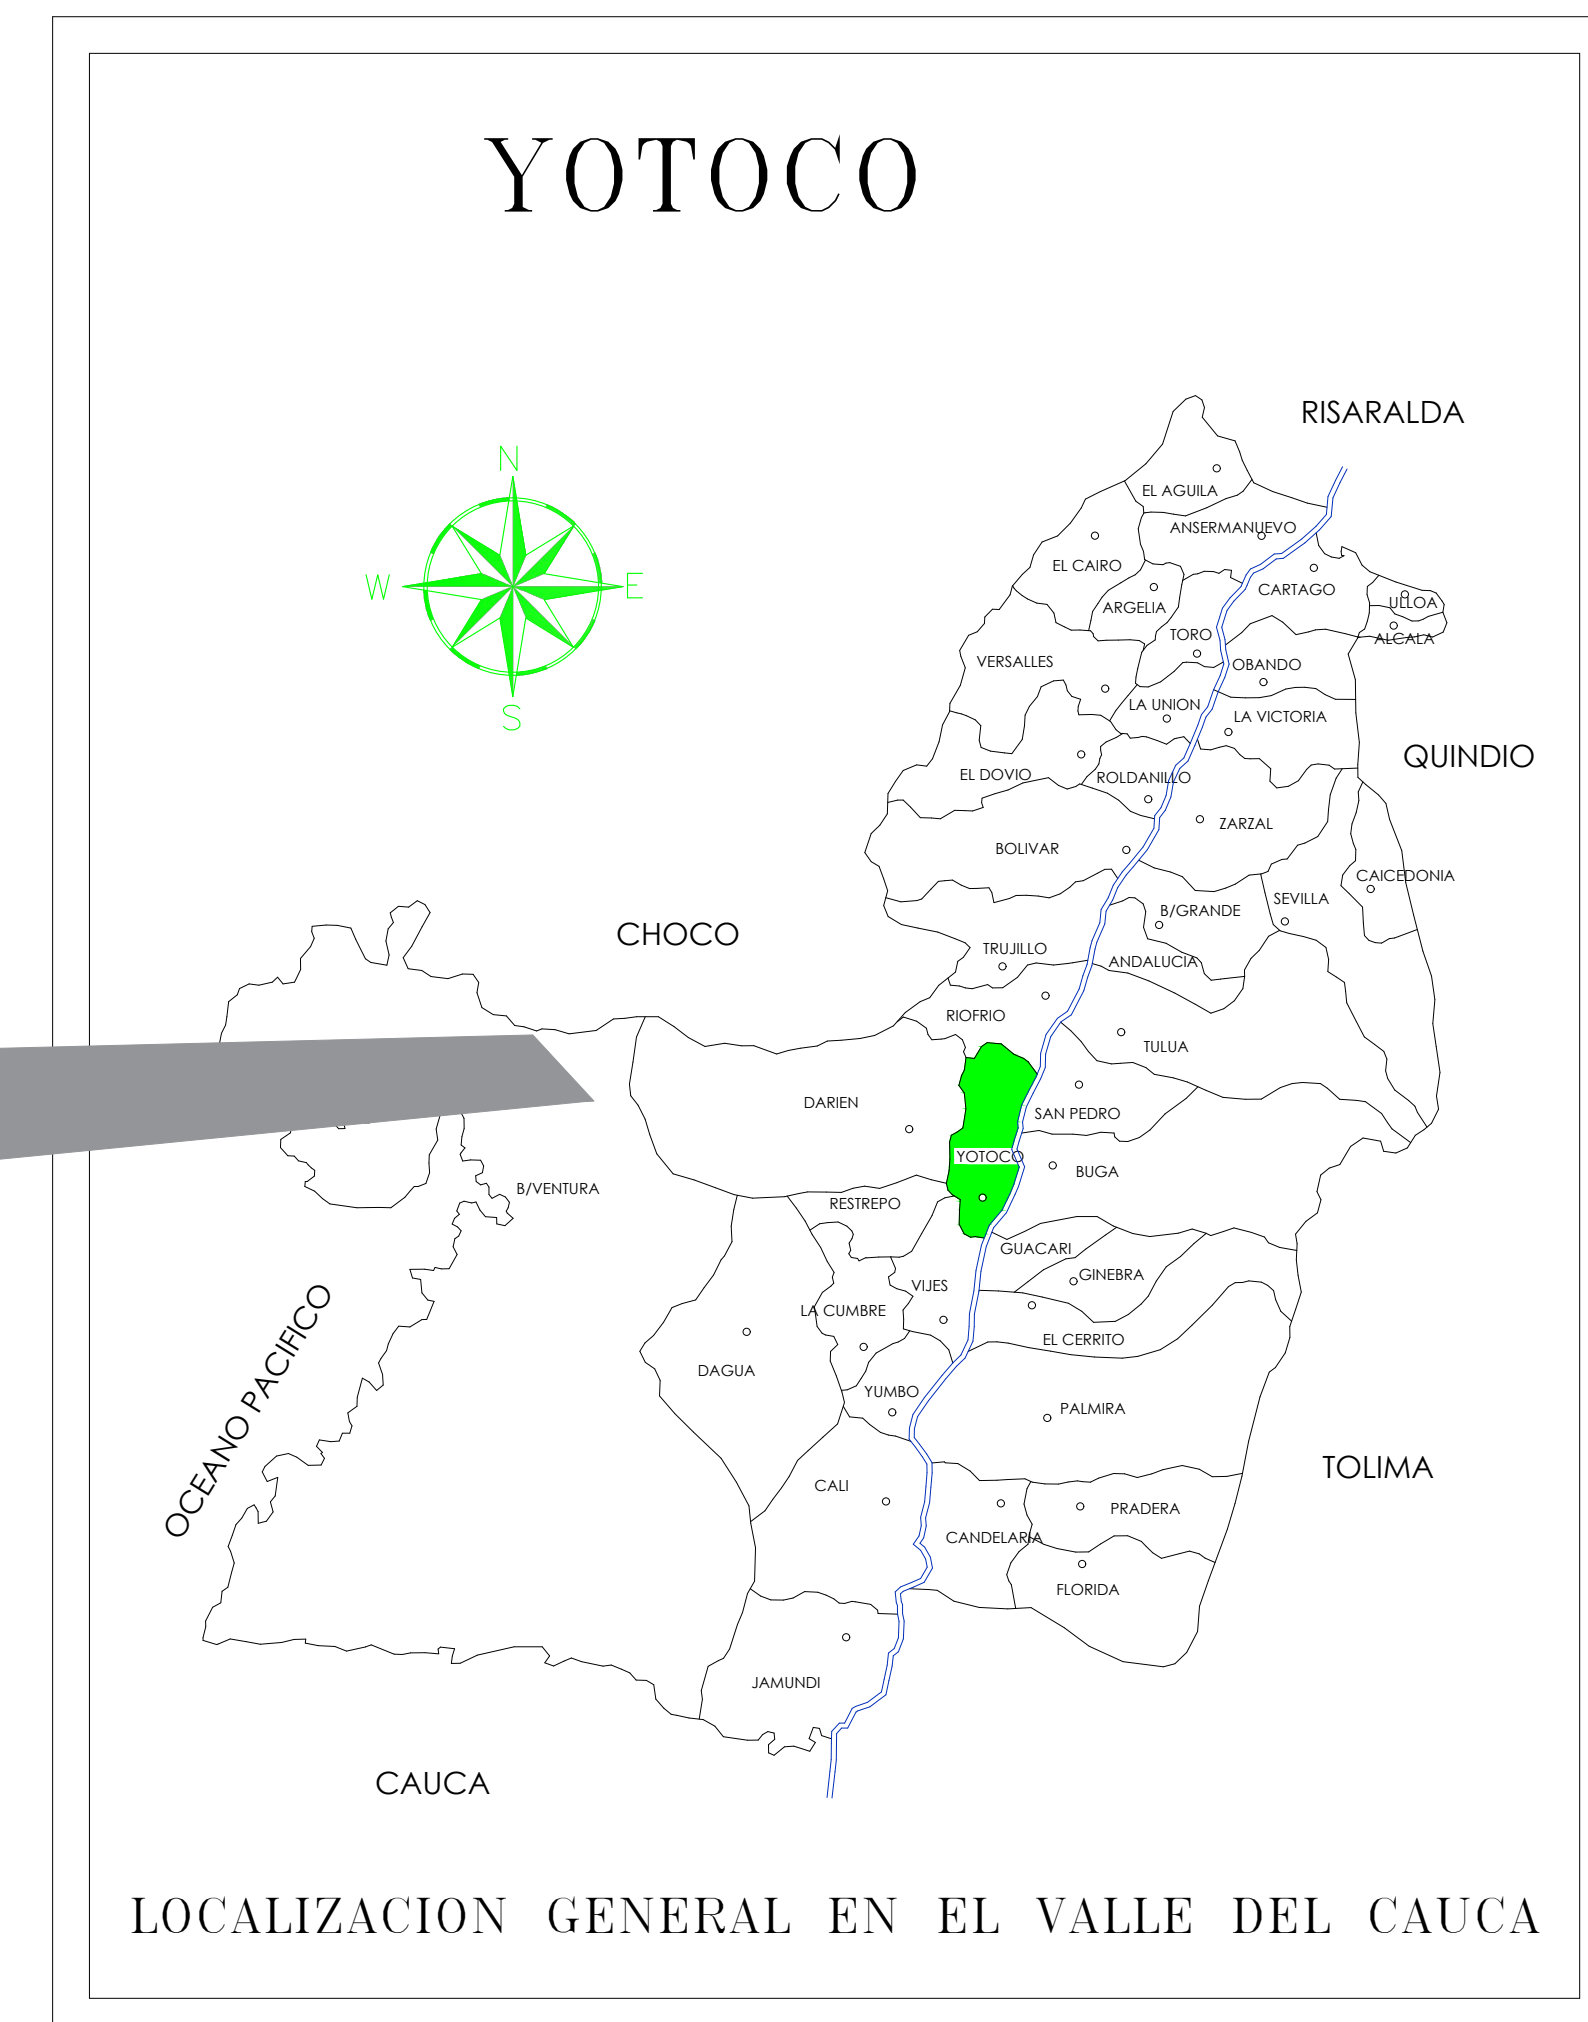 YOTOCO
RISARALDA
N
EL AGUILA
ANSERMANUEVO
EL CAIRO
W
E
CARTAGO
ULLOA
ARGELIA
TORO
ALCALA
VERSALLES
OBANDO
LA UNION
S
LA VICTORIA
QUINDIO
EL DOVIO
ROLDANILLO
ZARZAL
BOLIVAR
CAICEDONIA
SEVILLA
B/GRANDE
CHOCO
TRUJILLO
ANDALUCIA
RIOFRIO
TULUA
DARIEN
SAN PEDRO
YOTOCO
BUGA
B/VENTURA
RESTREPO
GUACARI
GINEBRA
VIJES
LA CUMBRE
OCEANO PACIFICO
EL CERRITO
DAGUA
YUMBO
PALMIRA
TOLIMA
CALI
PRADERA
CANDELARIA
FLORIDA
JAMUNDI
CAUCA
LOCALIZACION GENERAL EN EL VALLE DEL CAUCA